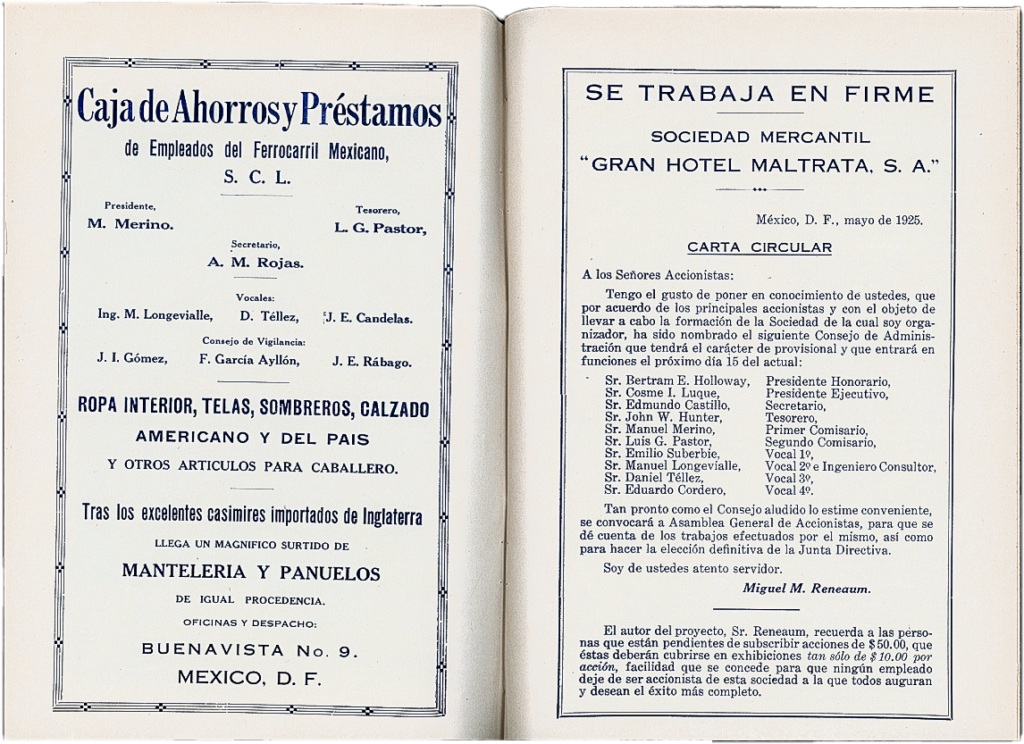 Caja de Ahorros y Préstamos
de Empleados del Ferrocarril Mexicano,
S. C. L.
Presidente,
M. Merino.
Tesorero,
L. G. Pastor,
Secretario,
A. M. Rojas.
Vocales:
Ing. M. Longevialle, D. Téllez, J. E. Candelas.
Consejo de Vigilancia:
J. I. Gómez, F. García Ayllón, J. E. Rábago.
ROPA INTERIOR, TELAS, SOMBREROS, CALZADO
AMERICANO Y DEL PAIS
Y OTROS ARTICULOS PARA CABALLERO.
Tras los excelentes casimires importados de Inglaterra
LLEGA UN MAGNIFICO SURTIDO DE
MANTELERIA Y PANUELOS
DE IGUAL PROCEDENCIA.
OFICINAS Y DESPACHO:
BUENAVISTA No. 9.
MEXICO, D. F.
SE TRABAJA EN FIRME
SOCIEDAD MERCANTIL
"GRAN HOTEL MALTRATA, S. A."
México, D. F., mayo de 1925.
CARTA CIRCULAR
A los Señores Accionistas:
Tengo el gusto de poner en conocimiento de ustedes, que
por acuerdo de los principales accionistas y con el objeto de
llevar a cabo la formación de la Sociedad de la cual soy orga-
nizador, ha sido nombrado el siguiente Consejo de Adminis-
tración que tendrá el carácter de provisional y que entrará en
funciones el próximo día 15 del actual:
Sr. Bertram E. Holloway, Presidente Honorario,
Sr. Cosme I. Luque, Presidente Ejecutivo,
Sr. Edmundo Castillo, Secretario,
Sr. John W. Hunter, Tesorero,
Sr. Manuel Merino, Primer Comisario,
Sr. Luis G. Pastor, Segundo Comisario,
Sr. Emilio Suberbie, Vocal 1º,
Sr. Manuel Longevialle, Vocal 2º e Ingeniero Consultor,
Sr. Daniel Téllez, Vocal 3º,
Sr. Eduardo Cordero, Vocal 4º.
Tan pronto como el Consejo aludido lo estime conveniente,
se convocará a Asamblea General de Accionistas, para que se
dé cuenta de los trabajos efectuados por el mismo, así como
para hacer la elección definitiva de la Junta Directiva.
Soy de ustedes atento servidor.
Miguel M. Reneaum.
El autor del proyecto, Sr. Reneaum, recuerda a las perso-
nas que están pendientes de subscribir acciones de $50.00, que
éstas deberán cubrirse en exhibiciones tan sólo de $10.00 por
acción, facilidad que se concede para que ningún empleado
deje de ser accionista de esta sociedad a la que todos auguran
y desean el éxito más completo.